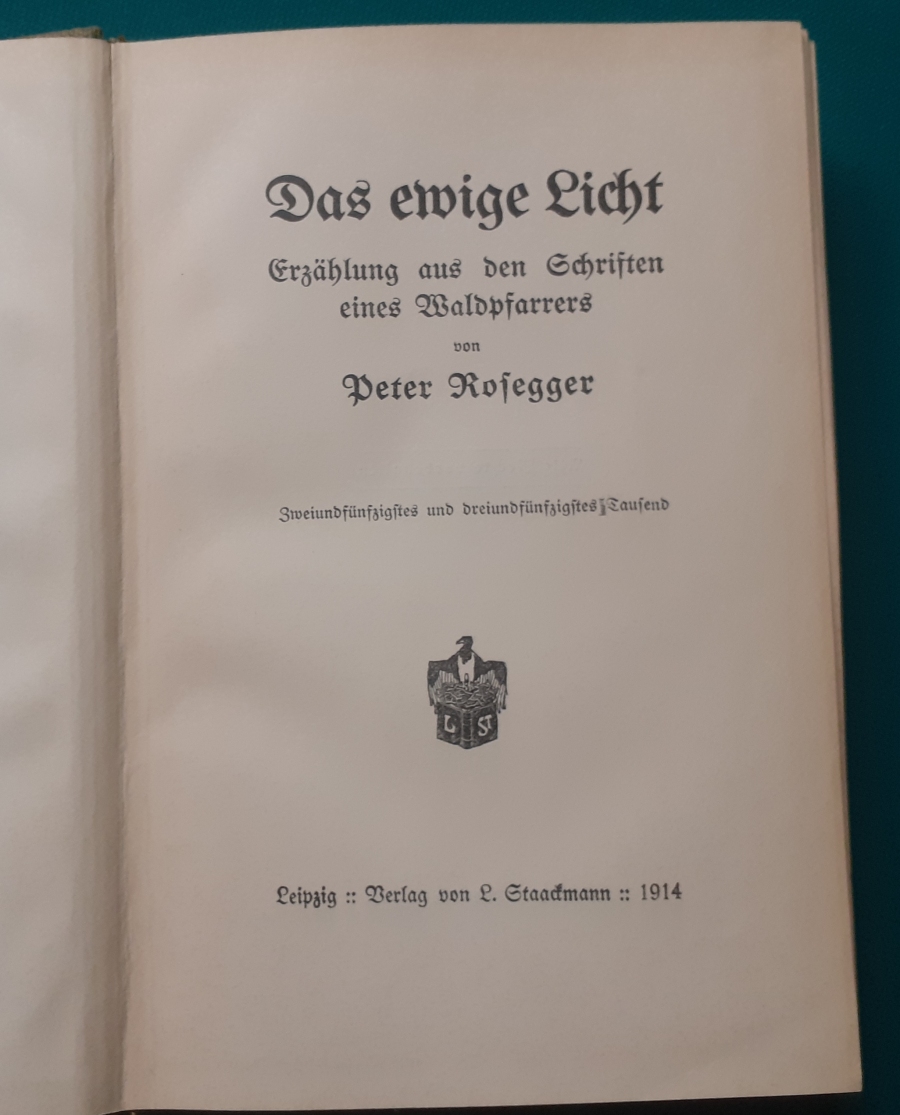 Das ewige Licht
Erzählung aus den Schriften
eines Waldpfarrers
von
Peter Rosegger
Zweiundfünfzigstes und dreiundfünfzigstes Tausend
L ST
Leipzig :: Verlag von L. Staackmann :: 1914